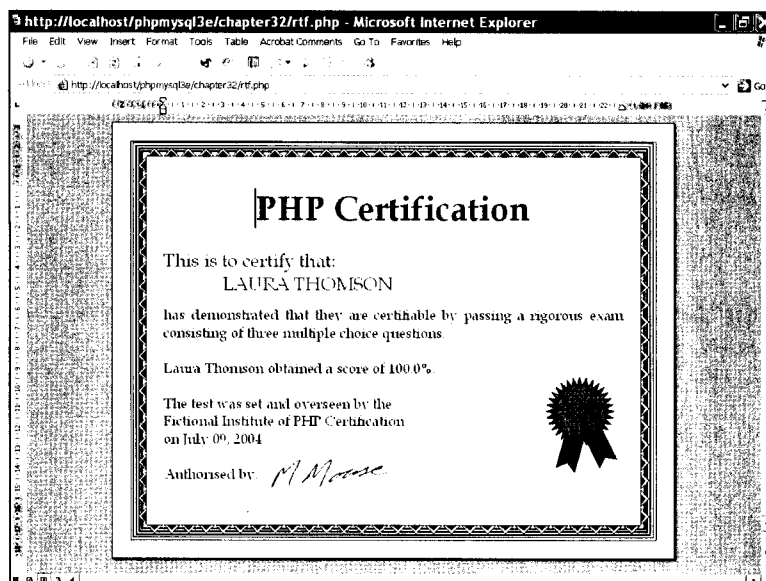 http://localhost/phpmysql3e/chapter32/rtf.php - Microsoft Internet Explorer
File Edit View Insert Format Tools Table Acrobat Comments Go To Favorites Help
http://localhost/phpmysql3e/chapter32/rtf.php Go
PHP Certification
This is to certify that:
LAURA THOMSON
has demonstrated that they are certifiable by passing a rigorous exam
consisting of three multiple choice questions.
Laura Thomson obtained a score of 100.0%.
The test was set and overseen by the
Fictional Institute of PHP Certification
on July 09, 2004
Authorised by: M Mouse